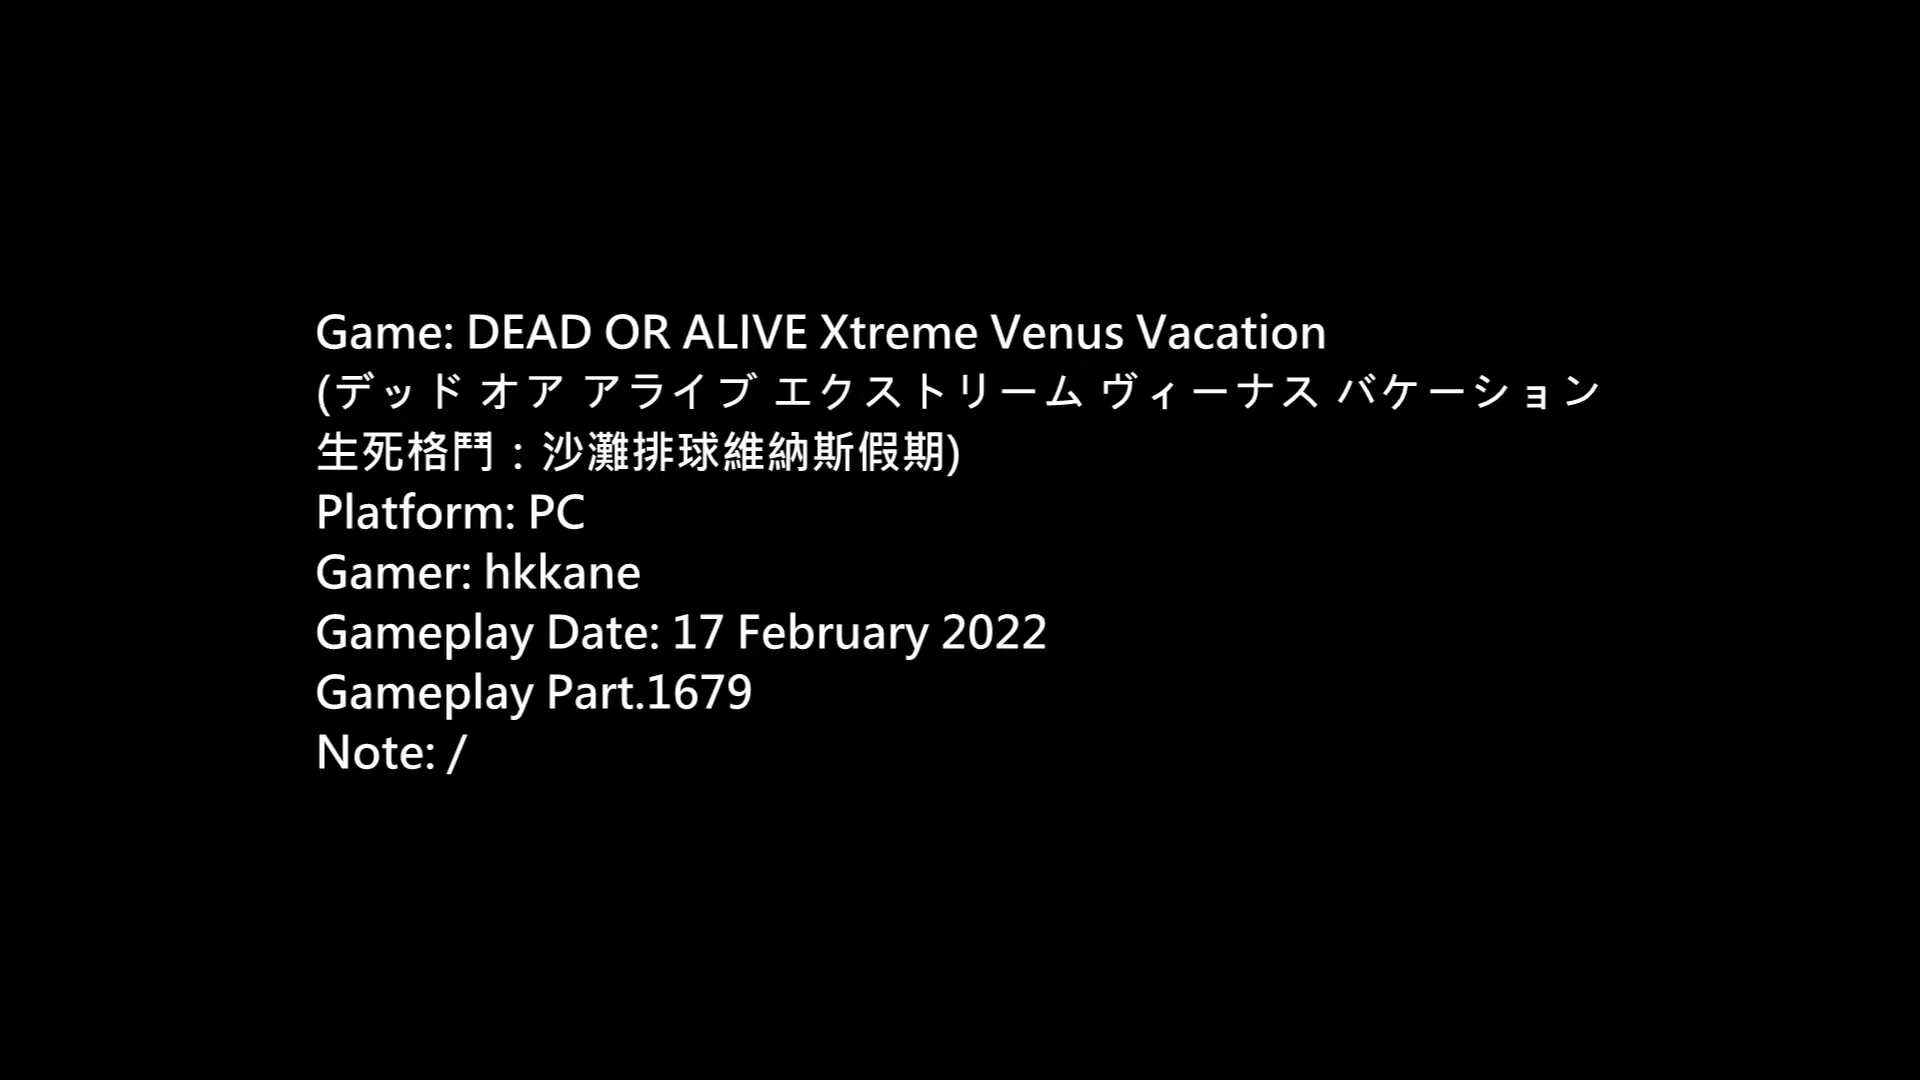 Game: DEAD OR ALIVE Xtreme Venus Vacation
(デッド オア アライブ エクストリーム ヴィーナス バケーション
生死格鬥：沙灘排球維納斯假期)
Platform: PC
Gamer: hkkane
Gameplay Date: 17 February 2022
Gameplay Part.1679
Note: /